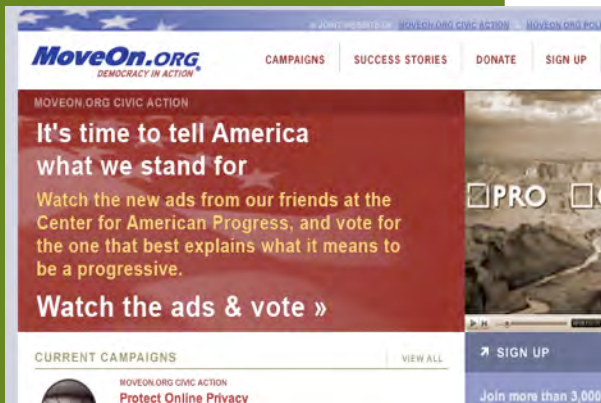 A JOINT WEBSITE OF MOVEON.ORG CIVIC ACTION & MOVEON.ORG POL
MoveOn.ORG
DEMOCRACY IN ACTION
CAMPAIGNS SUCCESS STORIES DONATE SIGN UP
MOVEON.ORG CIVIC ACTION
It's time to tell America
what we stand for
Watch the new ads from our friends at the
Center for American Progress, and vote for
the one that best explains what it means to
be a progressive.
Watch the ads & vote »
PRO
CURRENT CAMPAIGNS VIEW ALL
MOVEON.ORG CIVIC ACTION
Protect Online Privacy
SIGN UP
Join more than 3,000